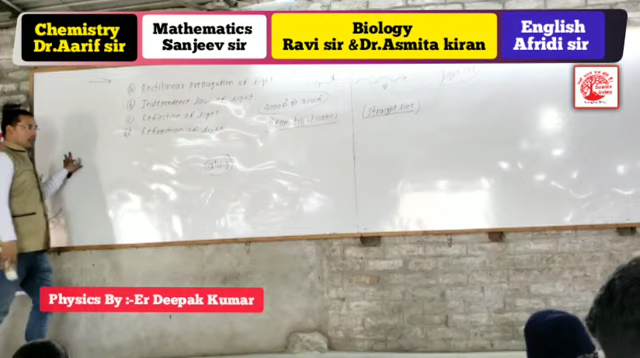 Chemistry
Dr.Aarif sir
Mathematics
Sanjeev sir
Biology
Ravi sir &Dr.Asmita kiran
English
Afridi sir
(a) Rectilinear propagation of light
(b) Independent law of light
(c) Reflection of light
(d) Refraction of light
(Straight line)
Physics By :-Er Deepak Kumar